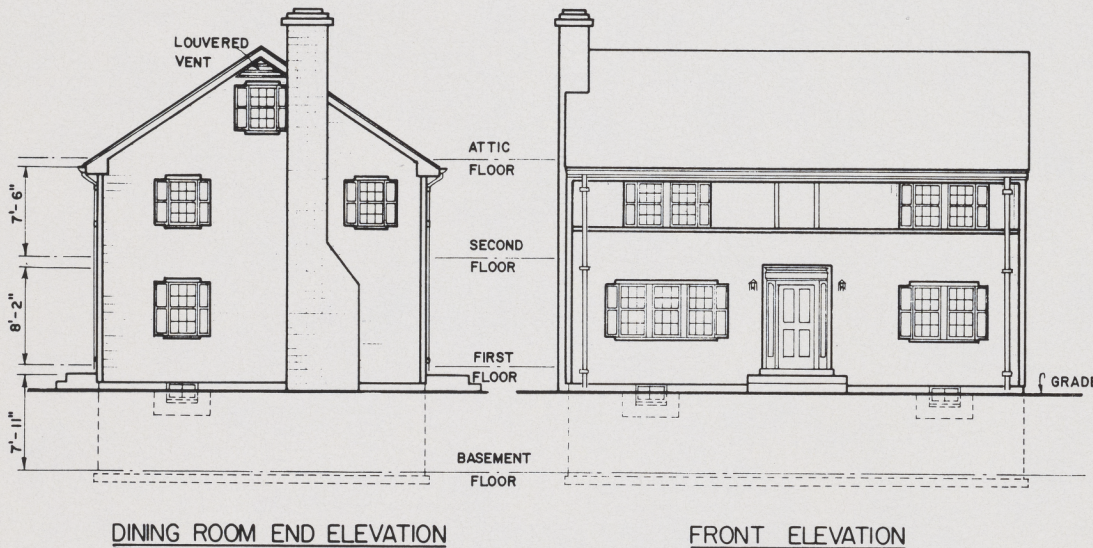 LOUVERED
VENT
ATTIC
FLOOR
7'-6"
SECOND
FLOOR
8'-2"
FIRST
FLOOR
GRADE
7'-11"
BASEMENT
FLOOR
DINING ROOM END ELEVATION
FRONT ELEVATION